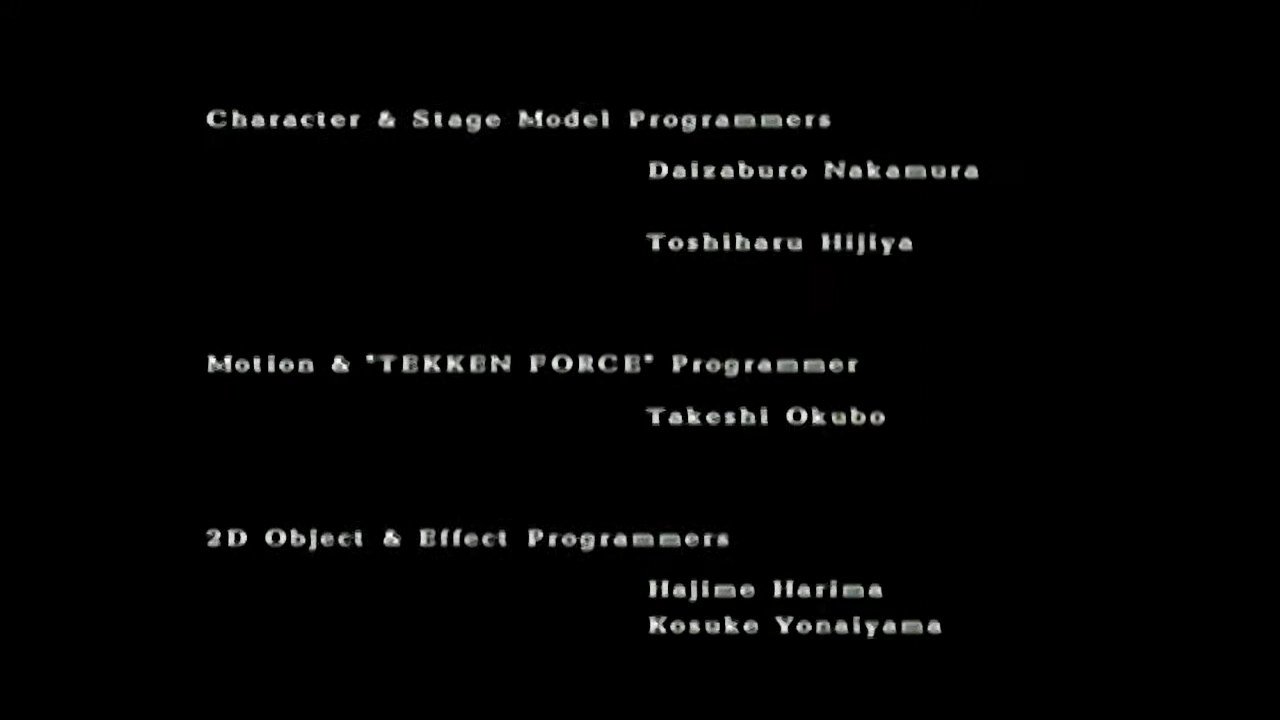 Character & Stage Model Programmers
Daizaburo Nakamura
Toshiharu Hijiya
Motion & "TEKKEN FORCE" Programmer
Takeshi Okubo
2D Object & Effect Programmers
Hajime Harima
Kosuke Yonaiyama